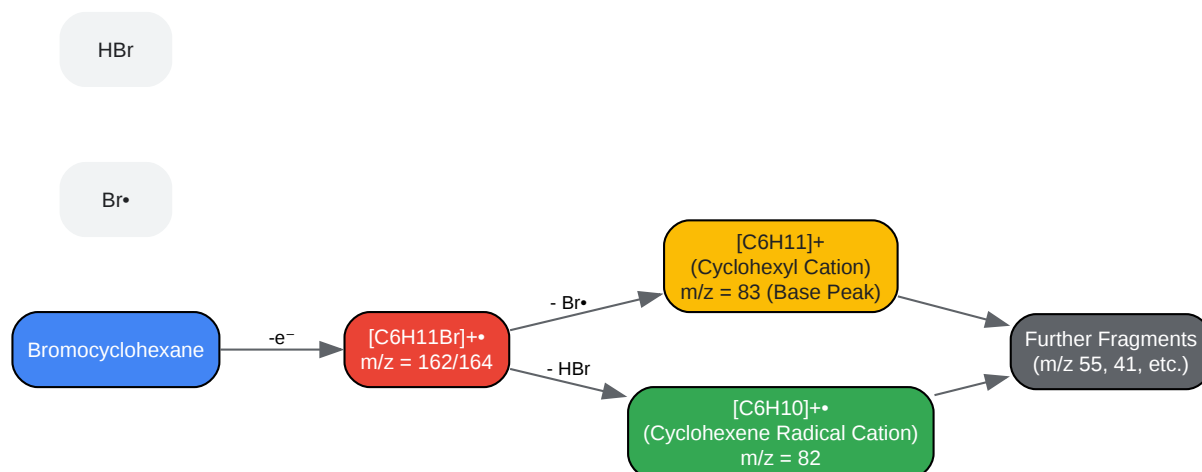 HBr
Br•
Bromocyclohexane
-e⁻
[C6H11Br]+•
m/z = 162/164
- Br•
- HBr
[C6H11]+
(Cyclohexyl Cation)
m/z = 83 (Base Peak)
[C6H10]+•
(Cyclohexene Radical Cation)
m/z = 82
Further Fragments
(m/z 55, 41, etc.)